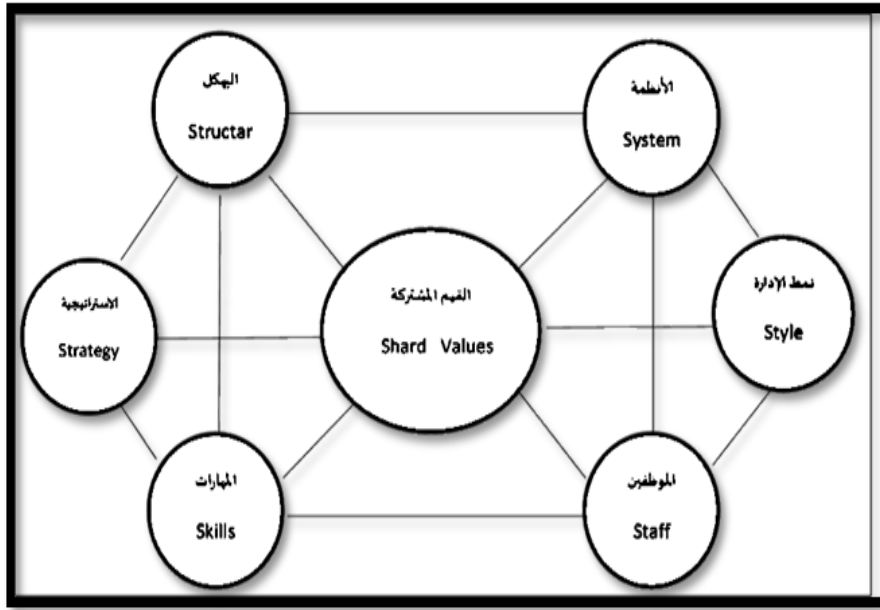 الهيكل
Structar
الأنظمة
System
القيم المشتركة
Shard Values
نمط الإدارة
Style
الاستراتيجية
Strategy
المهارات
Skills
الموظفين
Staff